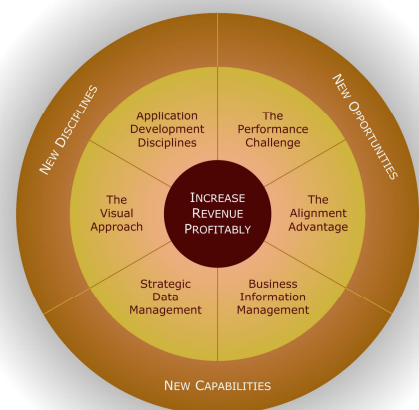 NEW DISCIPLINES
NEW OPPORTUNITIES
Application
Development
Disciplines
The
Performance
Challenge
The
Visual
Approach
INCREASE
REVENUE
PROFITABLY
The
Alignment
Advantage
Strategic
Data
Management
Business
Information
Management
NEW CAPABILITIES